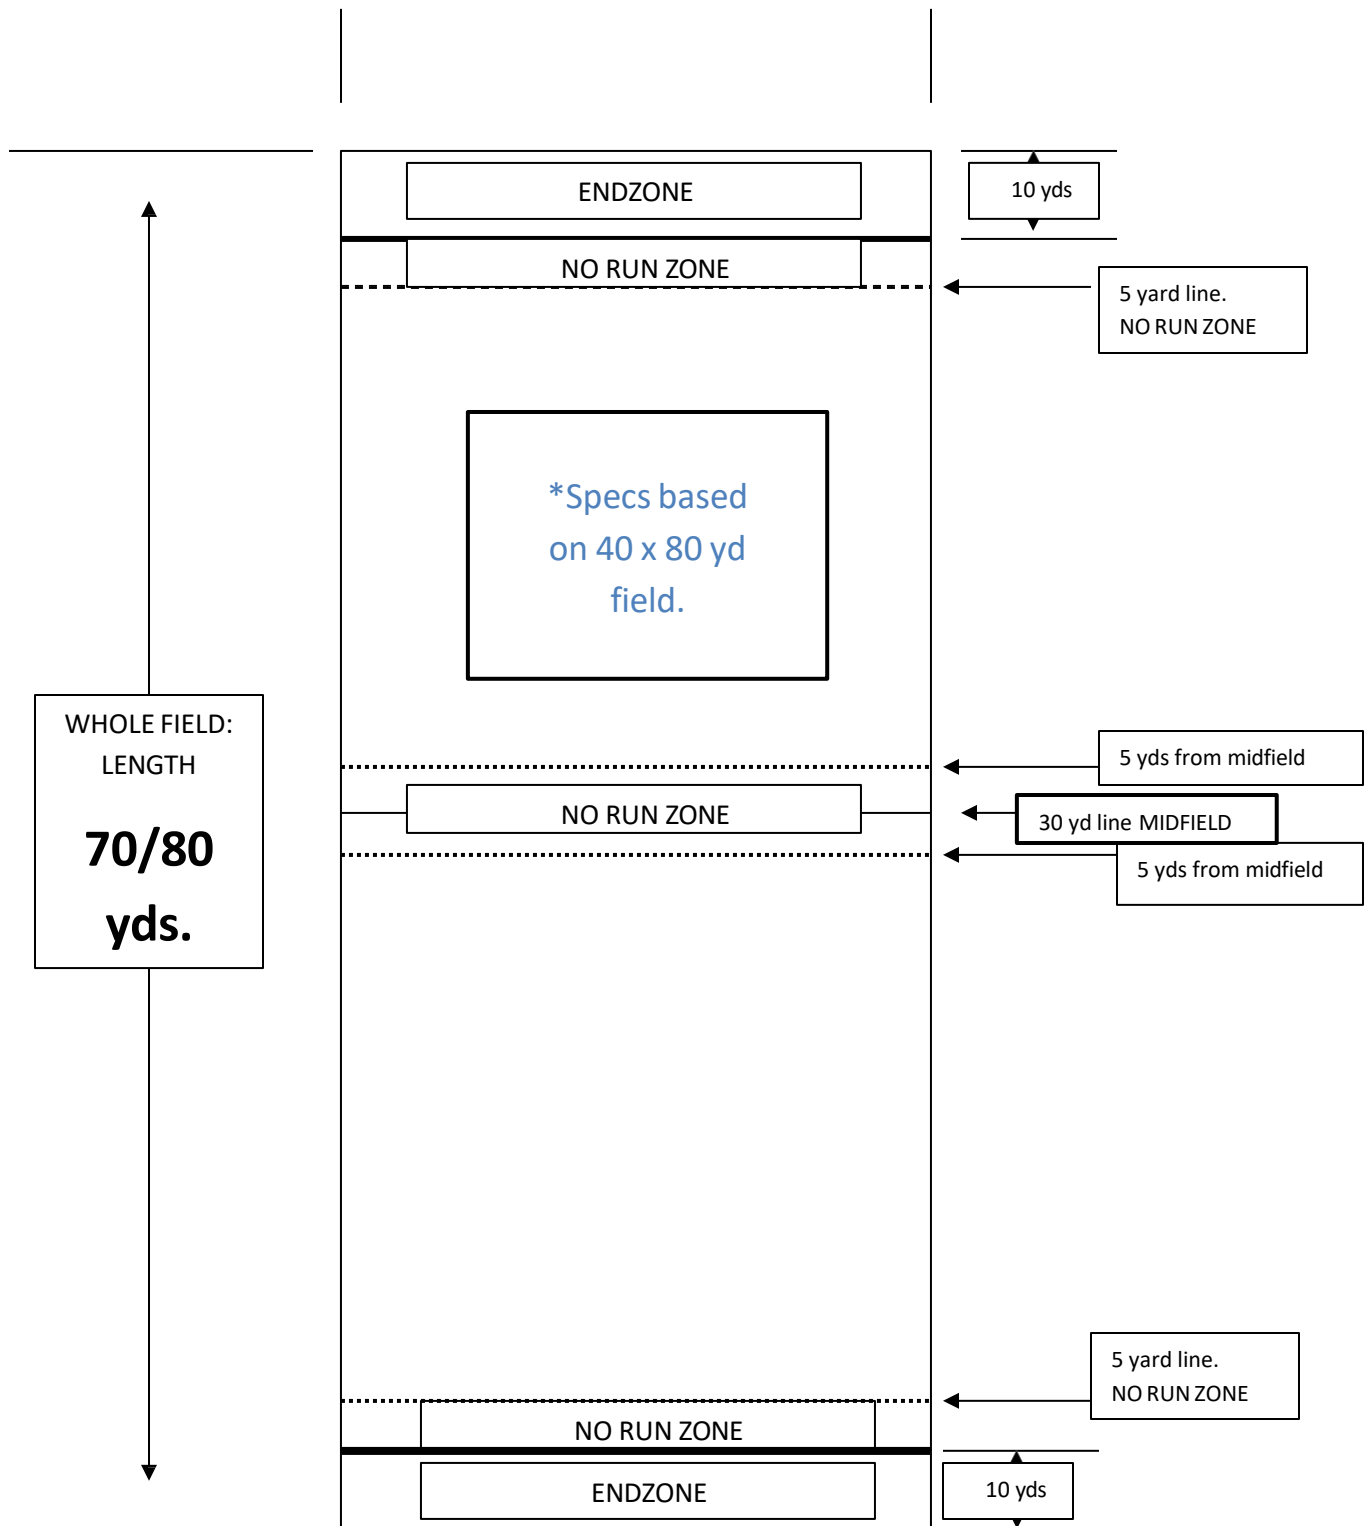 ENDZONE
10 yds
NO RUN ZONE
5 yard line.
NO RUN ZONE
*Specs based
on 40 x 80 yd
field.
WHOLE FIELD:
LENGTH
70/80
yds.
5 yds from midfield
NO RUN ZONE
30 yd line MIDFIELD
5 yds from midfield
5 yard line.
NO RUN ZONE
NO RUN ZONE
ENDZONE
10 yds